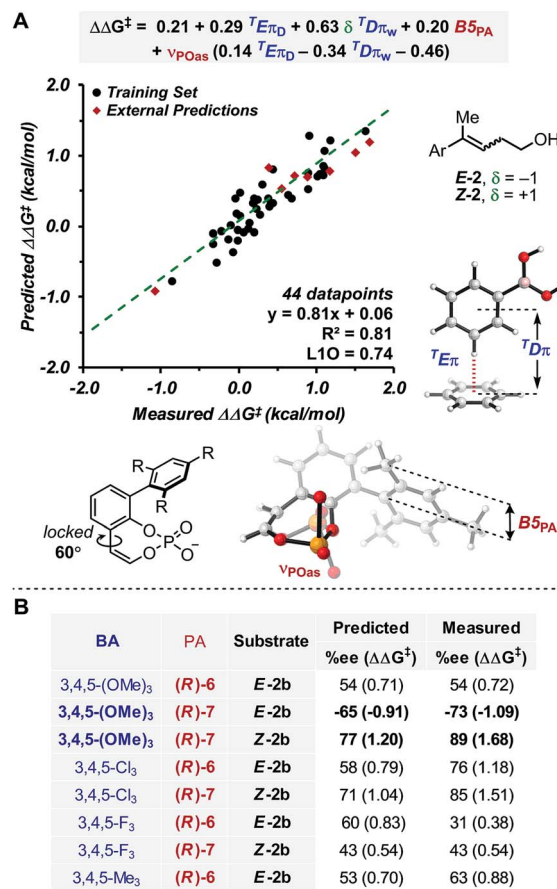 A
ΔΔG‡ = 0.21 + 0.29 ᵀEπD + 0.63 δ ᵀDπw + 0.20 B5PA
+ νPOas (0.14 ᵀEπD – 0.34 ᵀDπw – 0.46)
Predicted ΔΔG‡ (kcal/mol)
2.0
1.0
0.0
-1.0
-2.0
Training Set
External Predictions
44 datapoints
y = 0.81x + 0.06
R² = 0.81
L1O = 0.74
-2.0 -1.0 0.0 1.0 2.0
Measured ΔΔG‡ (kcal/mol)
Me
Ar OH
E-2, δ = –1
Z-2, δ = +1
ᵀEπ ᵀDπ
R R
R
locked
60°
O
O P O⁻
O
νPOas
B5PA
B
BA PA Substrate Predicted Measured
%ee (ΔΔG‡) %ee (ΔΔG‡)
3,4,5-(OMe)₃ (R)-6 E-2b 54 (0.71) 54 (0.72)
3,4,5-(OMe)₃ (R)-7 E-2b -65 (-0.91) -73 (-1.09)
3,4,5-(OMe)₃ (R)-7 Z-2b 77 (1.20) 89 (1.68)
3,4,5-Cl₃ (R)-6 E-2b 58 (0.79) 76 (1.18)
3,4,5-Cl₃ (R)-7 Z-2b 71 (1.04) 85 (1.51)
3,4,5-F₃ (R)-6 E-2b 60 (0.83) 31 (0.38)
3,4,5-F₃ (R)-7 Z-2b 43 (0.54) 43 (0.54)
3,4,5-Me₃ (R)-6 E-2b 53 (0.70) 63 (0.88)